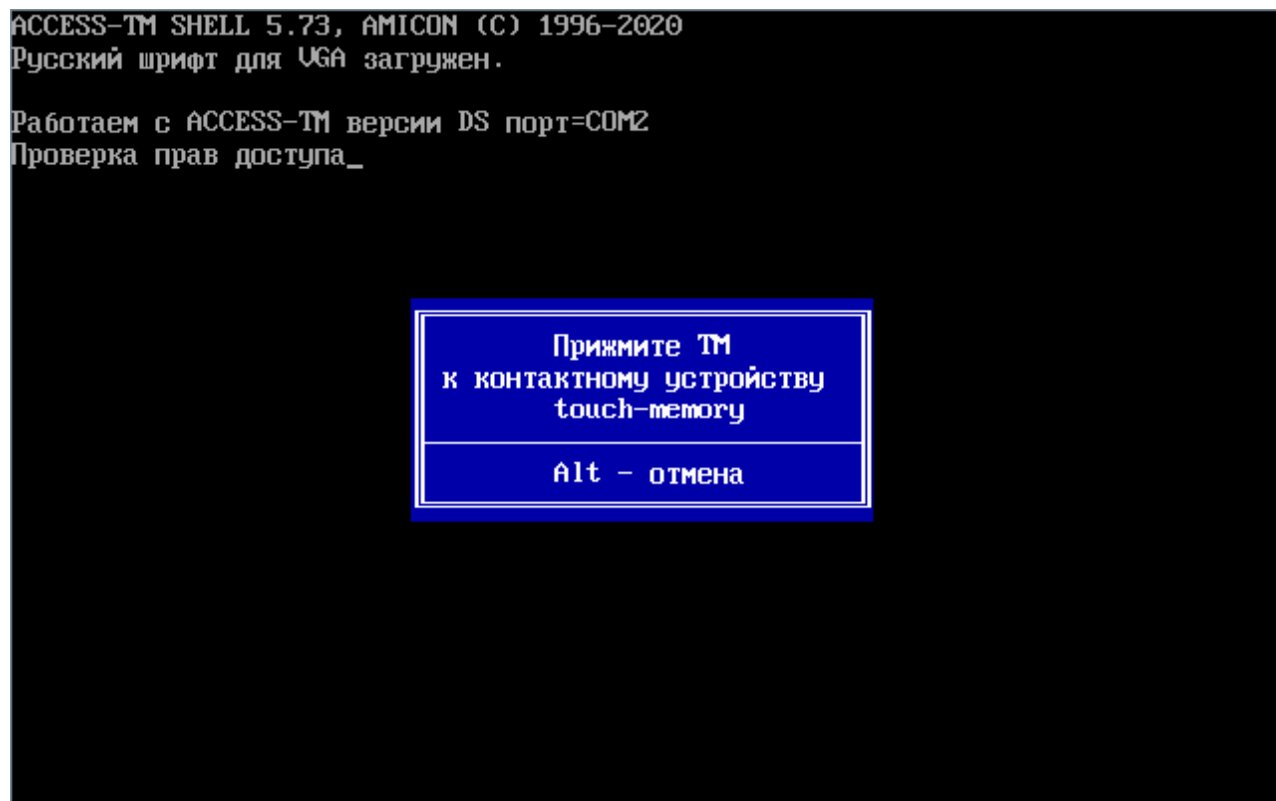 ACCESS-TM SHELL 5.73, AMICON (C) 1996-2020
Русский шрифт для VGA загружен.
Работаем с ACCESS-TM версии DS порт=COM2
Проверка прав доступа_
Прижмите ТМ
к контактному устройству
touch-memory
Alt - отмена